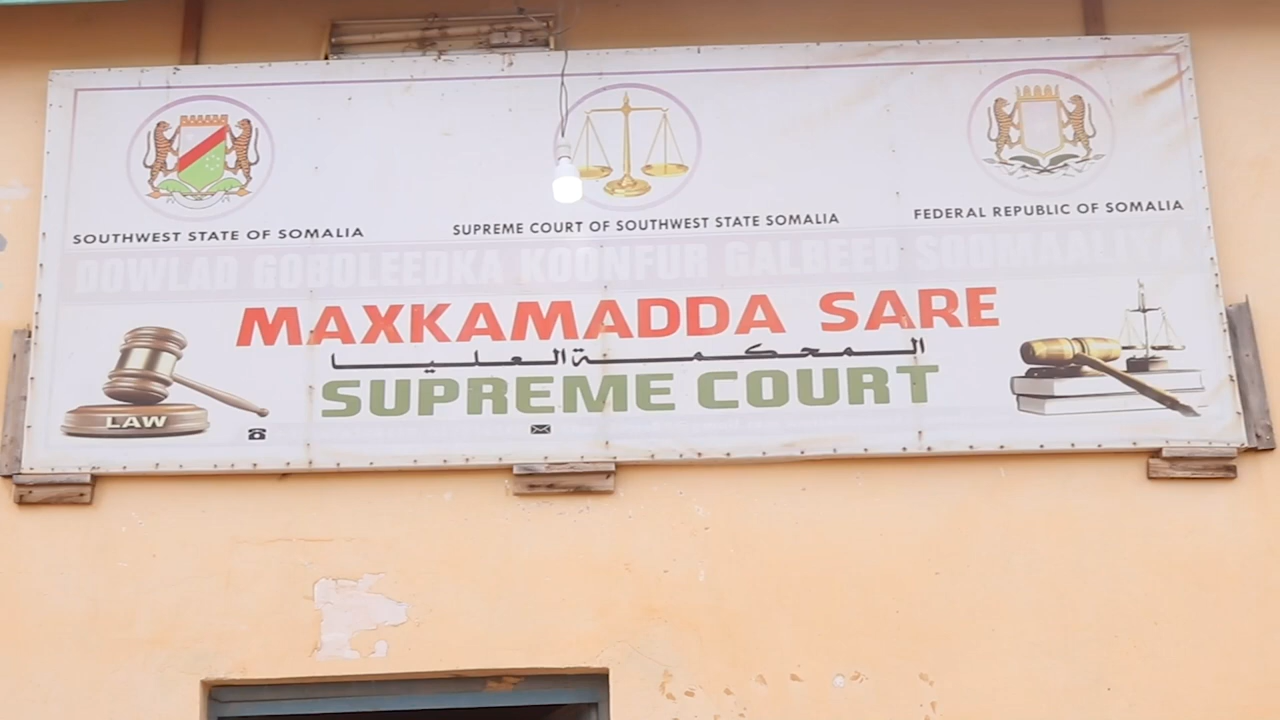 SOUTHWEST STATE OF SOMALIA
SUPREME COURT OF SOUTHWEST STATE SOMALIA
FEDERAL REPUBLIC OF SOMALIA
DOWLAD GOBOLEEDKA KOONFUR GALBEED SOOMAALIYA
MAXKAMADDA SARE
المحكمة العليا
SUPREME COURT
LAW